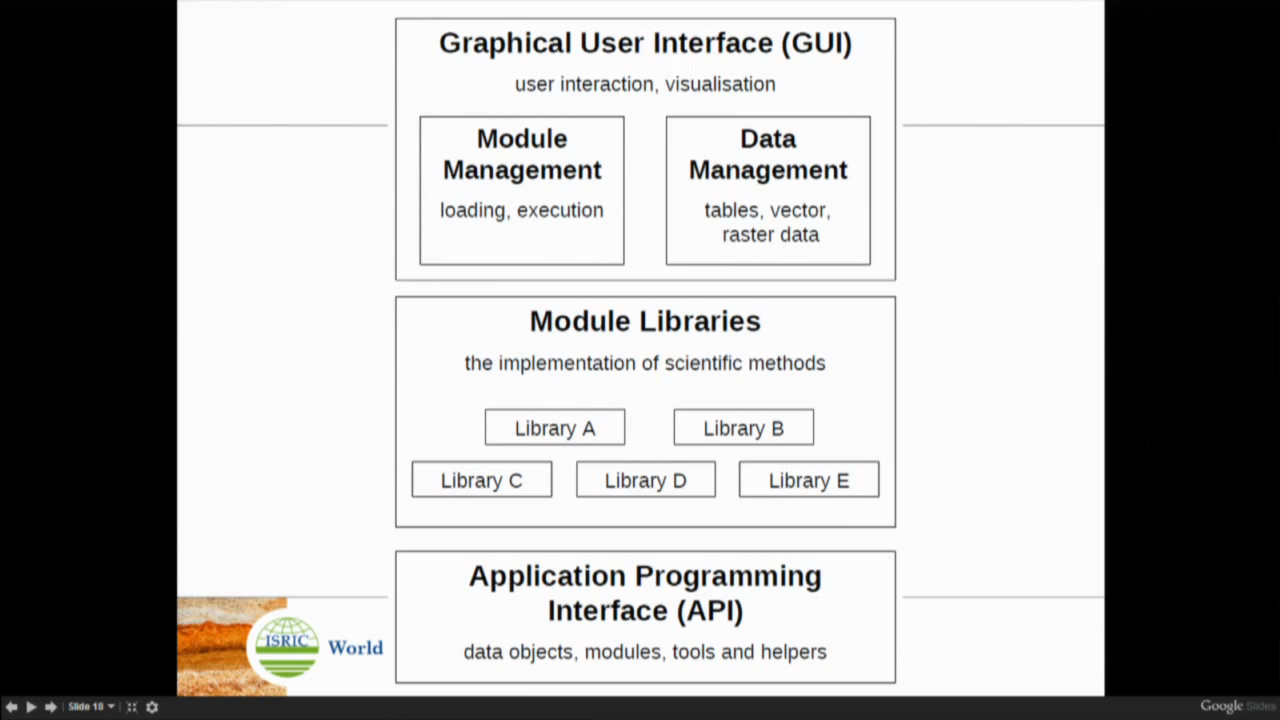 Graphical User Interface (GUI)
user interaction, visualisation
Module
Management
loading, execution
Data
Management
tables, vector,
raster data
Module Libraries
the implementation of scientific methods
Library A
Library B
Library C
Library D
Library E
Application Programming
Interface (API)
data objects, modules, tools and helpers
ISRIC
World
Slide 18
Google Slides